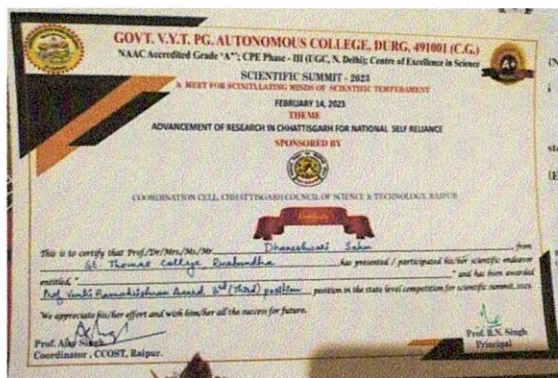 GOVT. V.Y.T. PG. AUTONOMOUS COLLEGE, DURG, 491001 (C.G.)
NAAC Accredited Grade 'A+'; CPE Phase - III (UGC, N. Delhi); Centre of Excellence in Science
A+
SCIENTIFIC SUMMIT - 2023
A MEET FOR SCINTILLATING MINDS OF SCIENTIFIC TEMPERAMENT
FEBRUARY 14, 2023
THEME
ADVANCEMENT OF RESEARCH IN CHHATTISGARH FOR NATIONAL SELF RELIANCE
SPONSORED BY
COORDINATION CELL, CHHATTISGARH COUNCIL OF SCIENCE & TECHNOLOGY, RAIPUR
Certificate
This is to certify that Prof/Dr/Mrs./Ms./Mr. Dhaneshwari Sahu from
St. Thomas College, Ruabandha has presented / participated his/her scientific endeavor
entitled, " " and has been awarded
Prof. Venki Ramakrishnan Award 3rd (Third) position position in the state level competition for scientific summit, 2023.
We appreciate his/her effort and wish him/her all the success for future.
Prof. Ajay Singh
Coordinator, CCOST, Raipur.
Prof. R.N. Singh
Principal